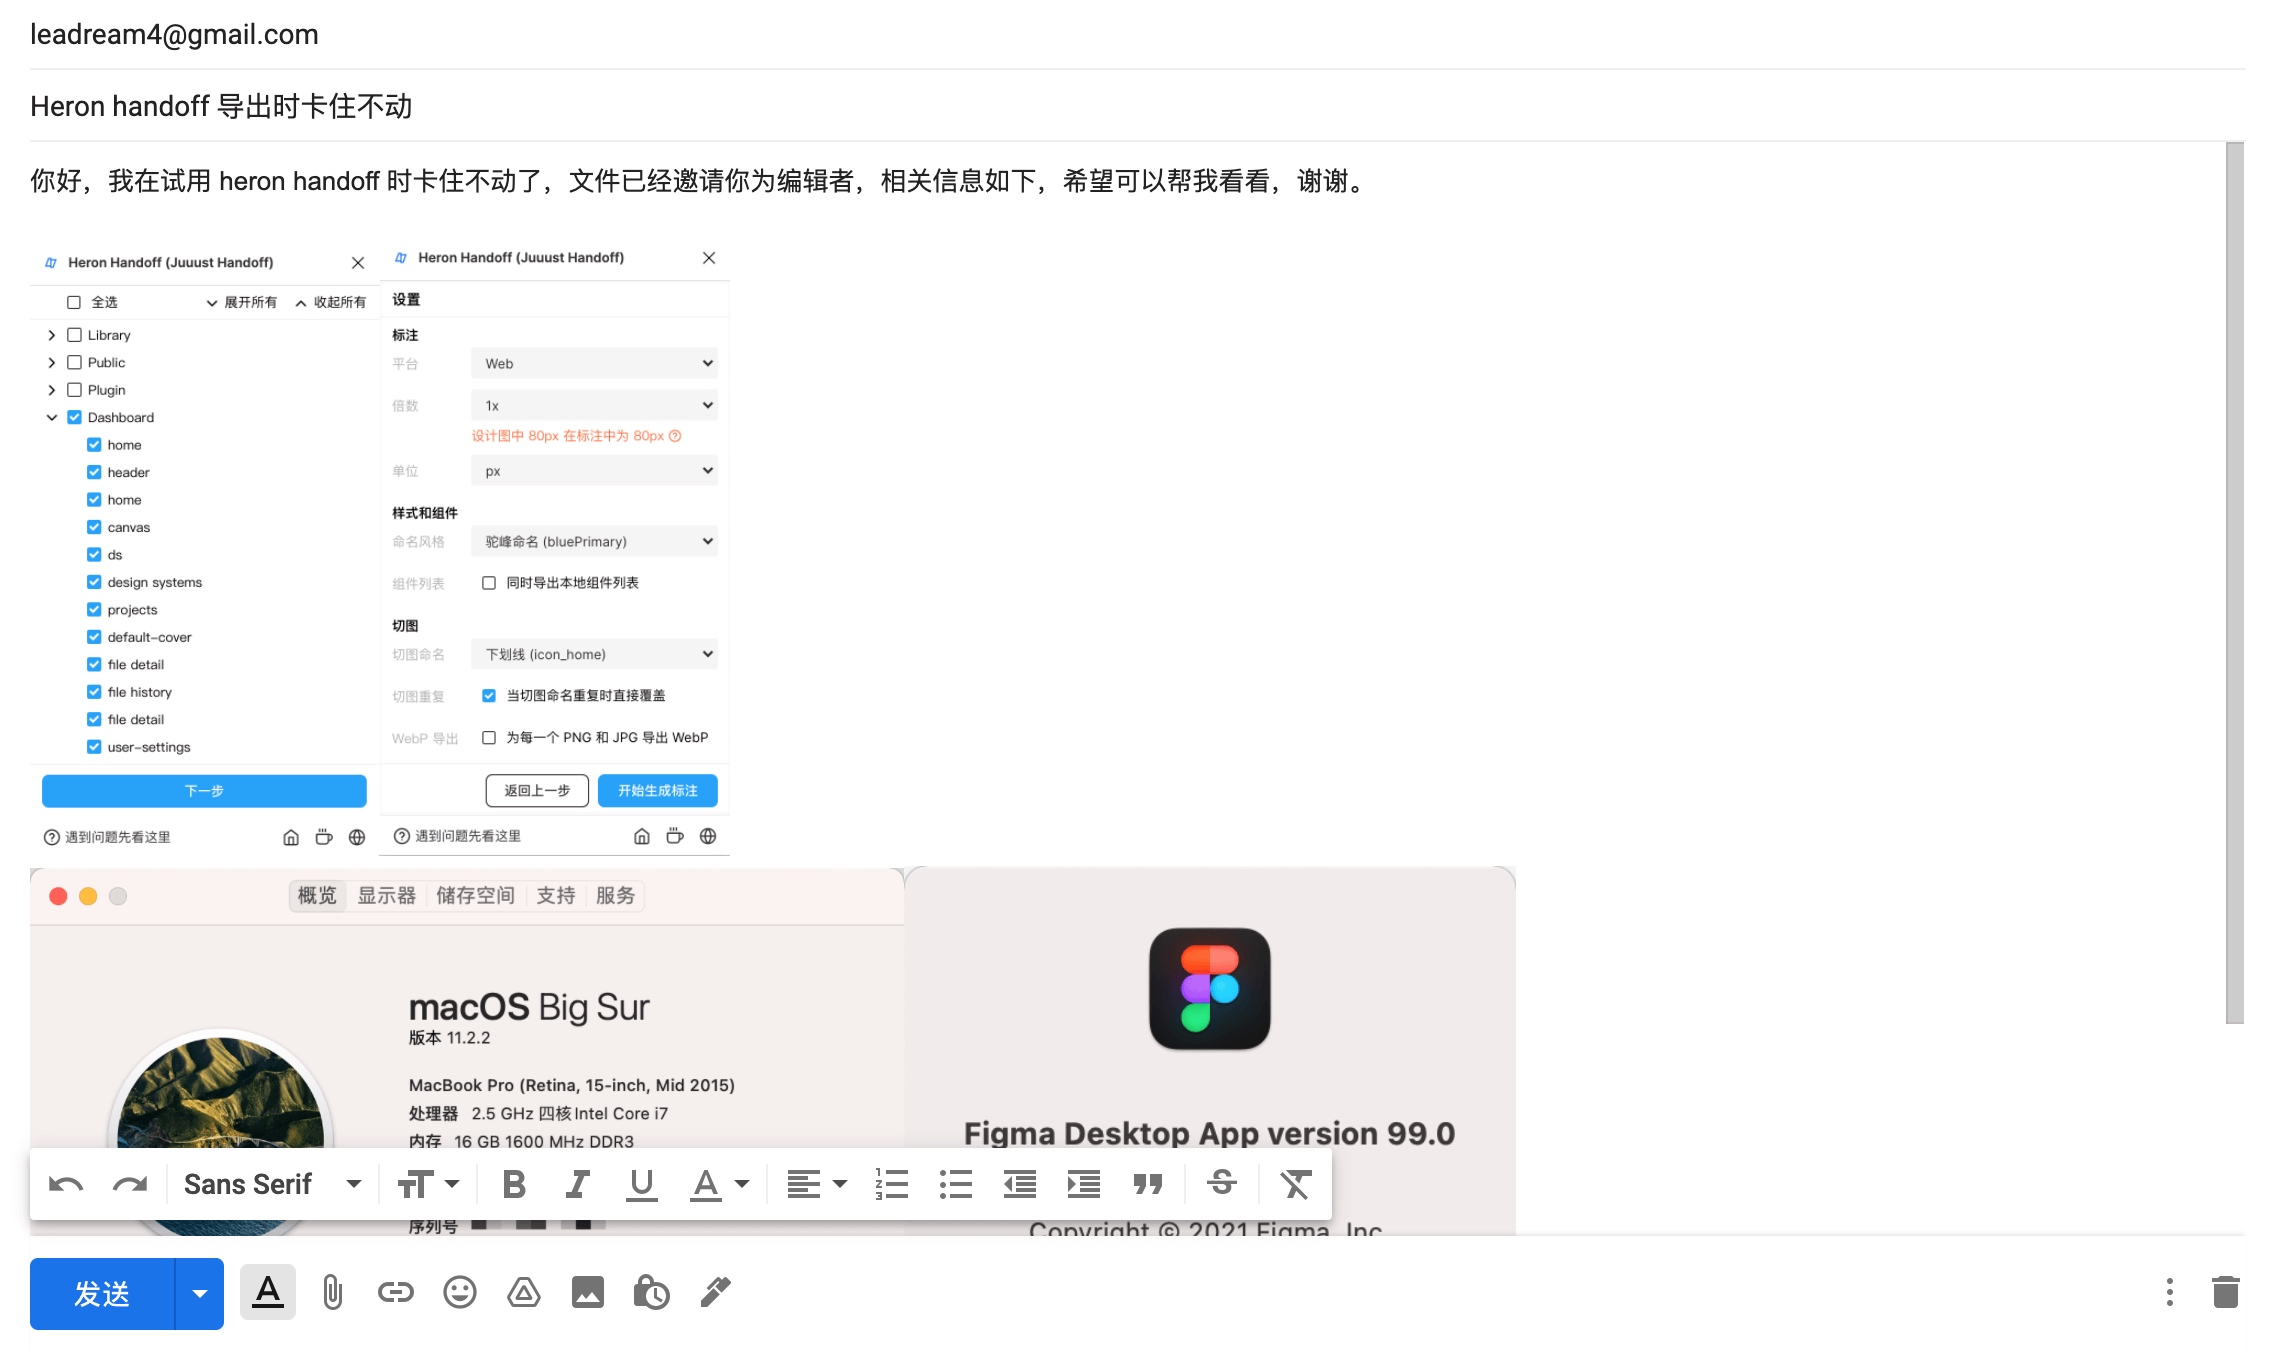 leadream4@gmail.com
Heron handoff 导出时卡住不动
你好，我在试用 heron handoff 时卡住不动了，文件已经邀请你为编辑者，相关信息如下，希望可以帮我看看，谢谢。
Heron Handoff (Juuust Handoff)
全选 展开所有 收起所有
Library
Public
Plugin
Dashboard
home
header
home
canvas
ds
design systems
projects
default-cover
file detail
file history
file detail
user-settings
下一步
遇到问题先看这里
Heron Handoff (Juuust Handoff)
设置
标注
平台 Web
倍数 1x
设计图中 80px 在标注中为 80px
单位 px
样式和组件
命名风格 驼峰命名 (bluePrimary)
组件列表 同时导出本地组件列表
切图
切图命名 下划线 (icon_home)
切图重复 当切图命名重复时直接覆盖
WebP 导出 为每一个 PNG 和 JPG 导出 WebP
返回上一步 开始生成标注
遇到问题先看这里
概览 显示器 储存空间 支持 服务
macOS Big Sur
版本 11.2.2
MacBook Pro (Retina, 15-inch, Mid 2015)
处理器 2.5 GHz 四核Intel Core i7
内存 16 GB 1600 MHz DDR3
序列号
Figma Desktop App version 99.0
Copyright © 2021 Figma, Inc.
Sans Serif
发送